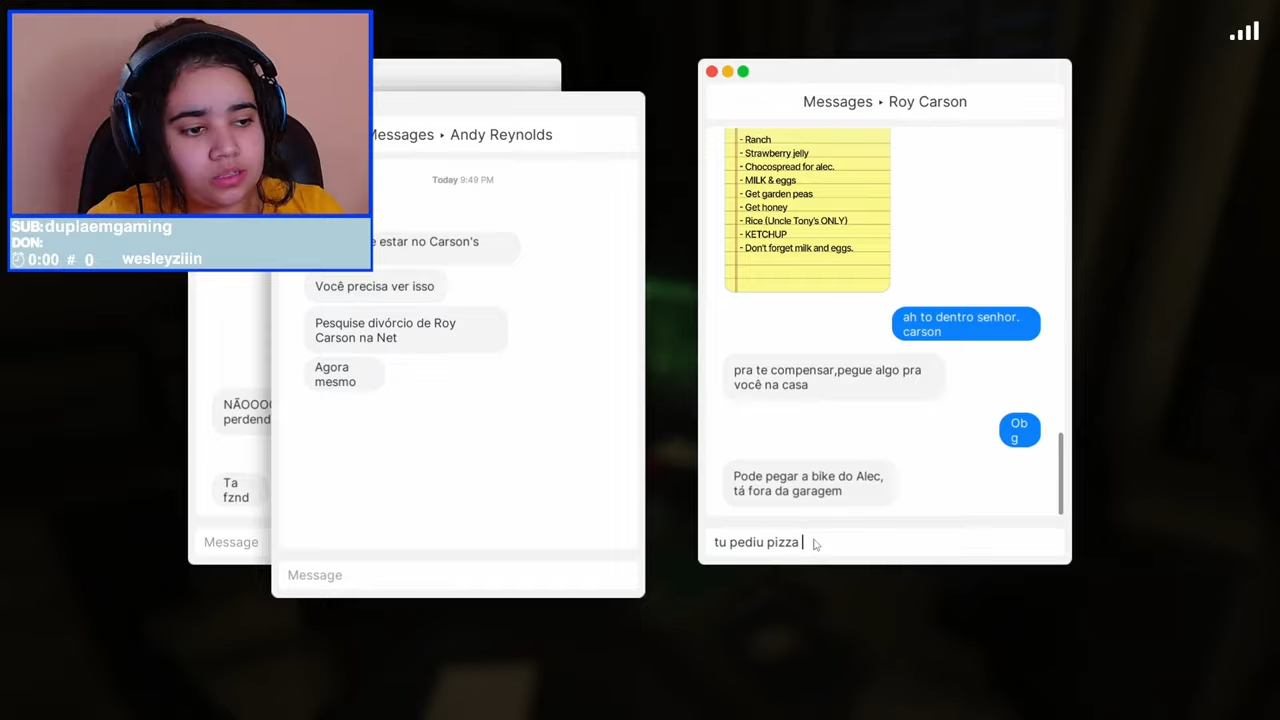 SUB: duplaemgaming
DON:
0:00 # 0 wesleyziiin
NÃOOO
perdend
Ta
fznd
Message
Messages ▸ Andy Reynolds
Today 9:49 PM
e estar no Carson's
Você precisa ver isso
Pesquise divórcio de Roy
Carson na Net
Agora
mesmo
Message
Messages ▸ Roy Carson
- Ranch
- Strawberry jelly
- Chocospread for alec.
- MILK & eggs
- Get garden peas
- Get honey
- Rice (Uncle Tony's ONLY)
- KETCHUP
- Don't forget milk and eggs.
ah to dentro senhor.
carson
pra te compensar,pegue algo pra
você na casa
Ob
g
Pode pegar a bike do Alec,
tá fora da garagem
tu pediu pizza